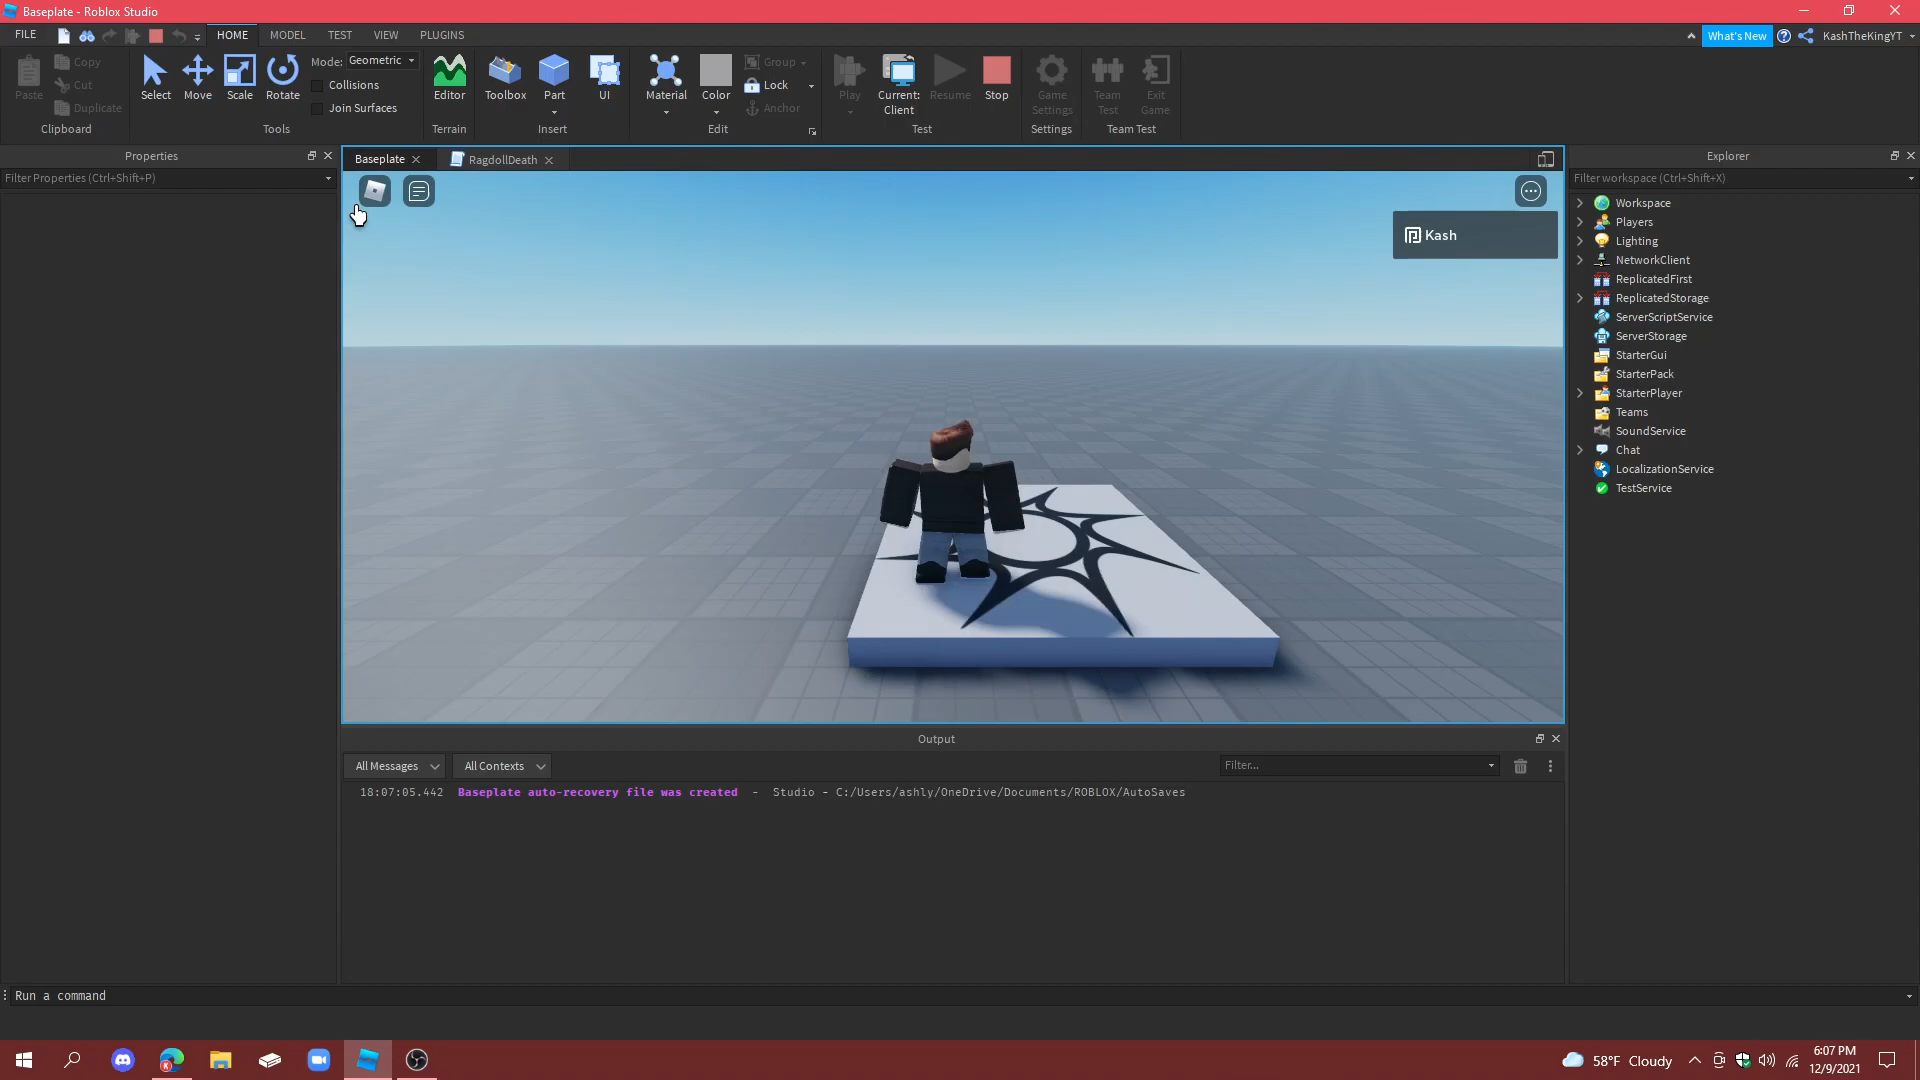 Baseplate - Roblox Studio
FILE
HOME
MODEL
TEST
VIEW
PLUGINS
What's New
KashTheKingYT
Paste
Copy
Cut
Duplicate
Clipboard
Select
Move
Scale
Rotate
Mode: Geometric
Collisions
Join Surfaces
Tools
Editor
Terrain
Toolbox
Part
UI
Insert
Material
Color
Group
Lock
Anchor
Edit
Play
Current:
Client
Resume
Stop
Test
Game
Settings
Settings
Team
Test
Exit
Game
Team Test
Properties
Filter Properties (Ctrl+Shift+P)
Baseplate
RagdollDeath
Kash
Explorer
Filter workspace (Ctrl+Shift+X)
Workspace
Players
Lighting
NetworkClient
ReplicatedFirst
ReplicatedStorage
ServerScriptService
ServerStorage
StarterGui
StarterPack
StarterPlayer
Teams
SoundService
Chat
LocalizationService
TestService
Output
All Messages
All Contexts
Filter...
18:07:05.442 Baseplate auto-recovery file was created - Studio - C:/Users/ashly/OneDrive/Documents/ROBLOX/AutoSaves
Run a command
58°F Cloudy
6:07 PM
12/9/2021